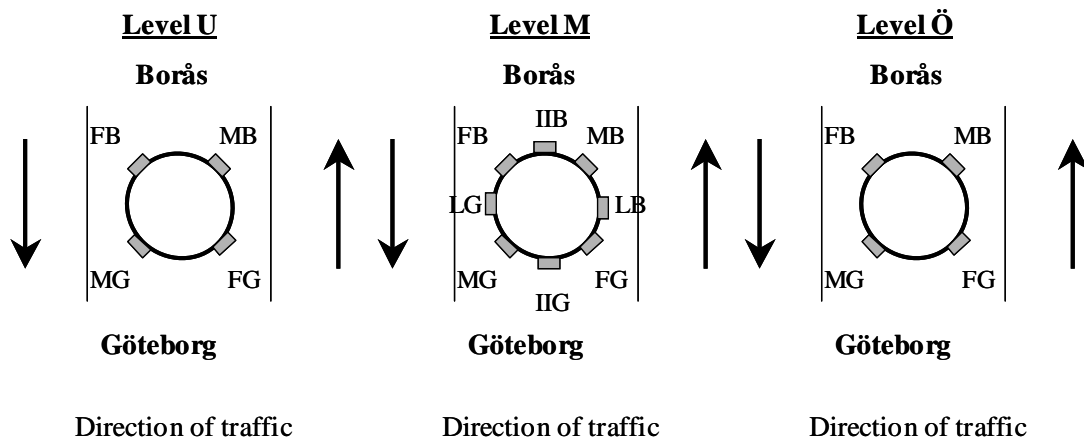 Level U
Level M
Level Ö
Borås
Borås
Borås
FB
MB
FB
IIB
MB
FB
MB
LG
LB
MG
FG
MG
IIG
FG
MG
FG
Göteborg
Göteborg
Göteborg
Direction of traffic
Direction of traffic
Direction of traffic